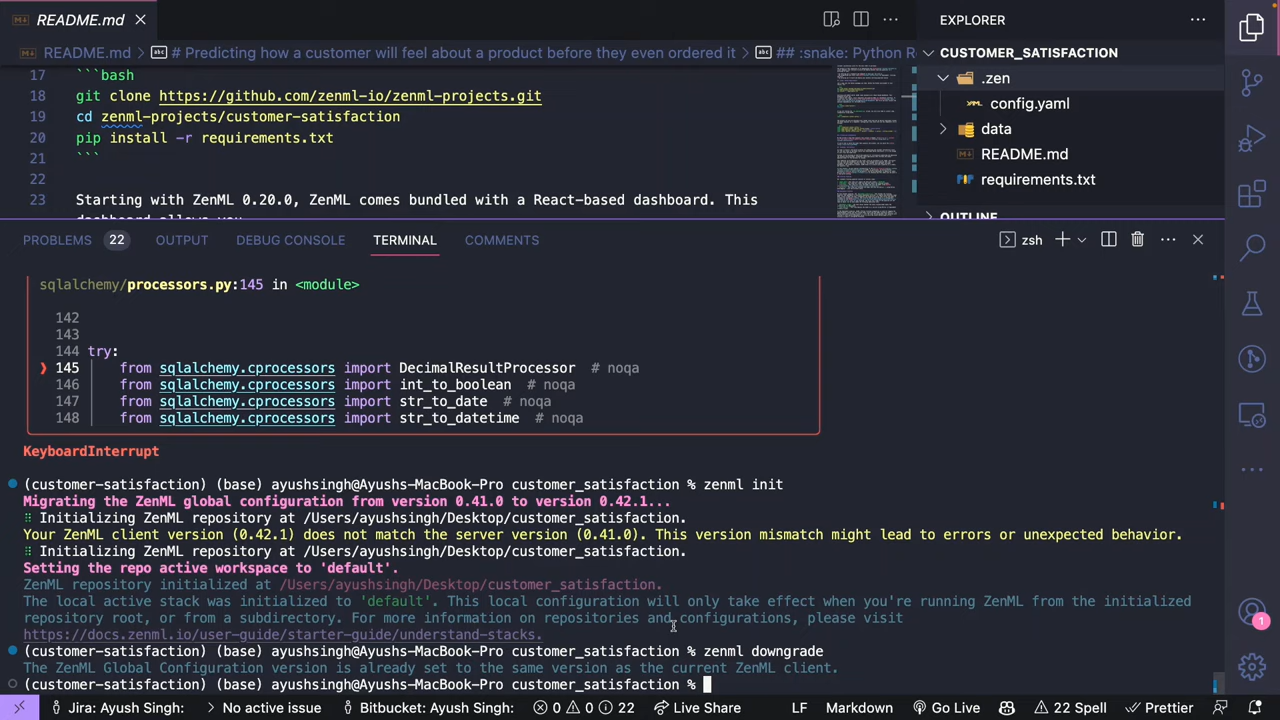 README.md
EXPLORER
README.md > # Predicting how a customer will feel about a product before they even ordered it > ## :snake: Python R
CUSTOMER_SATISFACTION
.zen
config.yaml
data
README.md
requirements.txt
OUTLINE
17 ```bash
18 git clone https://github.com/zenml-io/zenml-projects.git
19 cd zenml-projects/customer-satisfaction
20 pip install -r requirements.txt
21 ```
22
23 Starting with ZenML 0.20.0, ZenML comes bundled with a React-based dashboard. This
PROBLEMS 22 OUTPUT DEBUG CONSOLE TERMINAL COMMENTS
zsh
sqlalchemy/processors.py:145 in <module>
142
143
144 try:
❱ 145 from sqlalchemy.cprocessors import DecimalResultProcessor # noqa
146 from sqlalchemy.cprocessors import int_to_boolean # noqa
147 from sqlalchemy.cprocessors import str_to_date # noqa
148 from sqlalchemy.cprocessors import str_to_datetime # noqa
KeyboardInterrupt
(customer-satisfaction) (base) ayushsingh@Ayushs-MacBook-Pro customer_satisfaction % zenml init
Migrating the ZenML global configuration from version 0.41.0 to version 0.42.1...
⠿ Initializing ZenML repository at /Users/ayushsingh/Desktop/customer_satisfaction.
Your ZenML client version (0.42.1) does not match the server version (0.41.0). This version mismatch might lead to errors or unexpected behavior.
⠿ Initializing ZenML repository at /Users/ayushsingh/Desktop/customer_satisfaction.
Setting the repo active workspace to 'default'.
ZenML repository initialized at /Users/ayushsingh/Desktop/customer_satisfaction.
The local active stack was initialized to 'default'. This local configuration will only take effect when you're running ZenML from the initialized
repository root, or from a subdirectory. For more information on repositories and configurations, please visit
https://docs.zenml.io/user-guide/starter-guide/understand-stacks.
(customer-satisfaction) (base) ayushsingh@Ayushs-MacBook-Pro customer_satisfaction % zenml downgrade
The ZenML Global Configuration version is already set to the same version as the current ZenML client.
(customer-satisfaction) (base) ayushsingh@Ayushs-MacBook-Pro customer_satisfaction %
1
Jira: Ayush Singh: No active issue Bitbucket: Ayush Singh: 0 0 22 Live Share LF Markdown Go Live 22 Spell Prettier